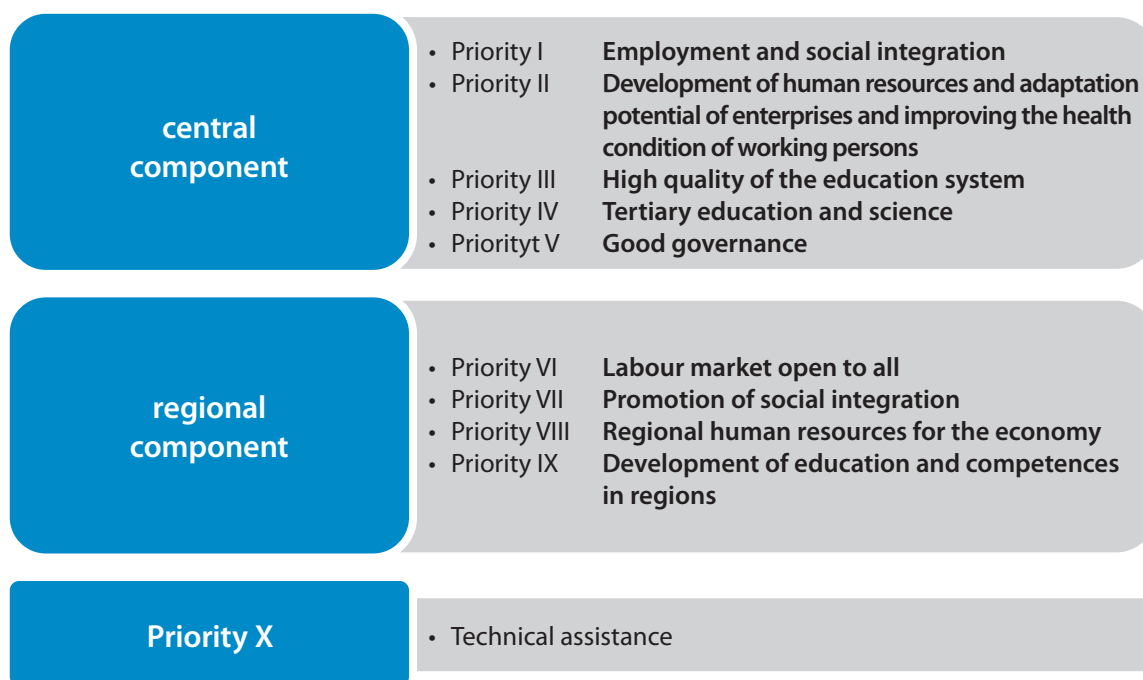 central
component
• Priority I Employment and social integration
• Priority II Development of human resources and adaptation
potential of enterprises and improving the health
condition of working persons
• Priority III High quality of the education system
• Priority IV Tertiary education and science
• Priorityt V Good governance
regional
component
• Priority VI Labour market open to all
• Priority VII Promotion of social integration
• Priority VIII Regional human resources for the economy
• Priority IX Development of education and competences
in regions
Priority X
• Technical assistance